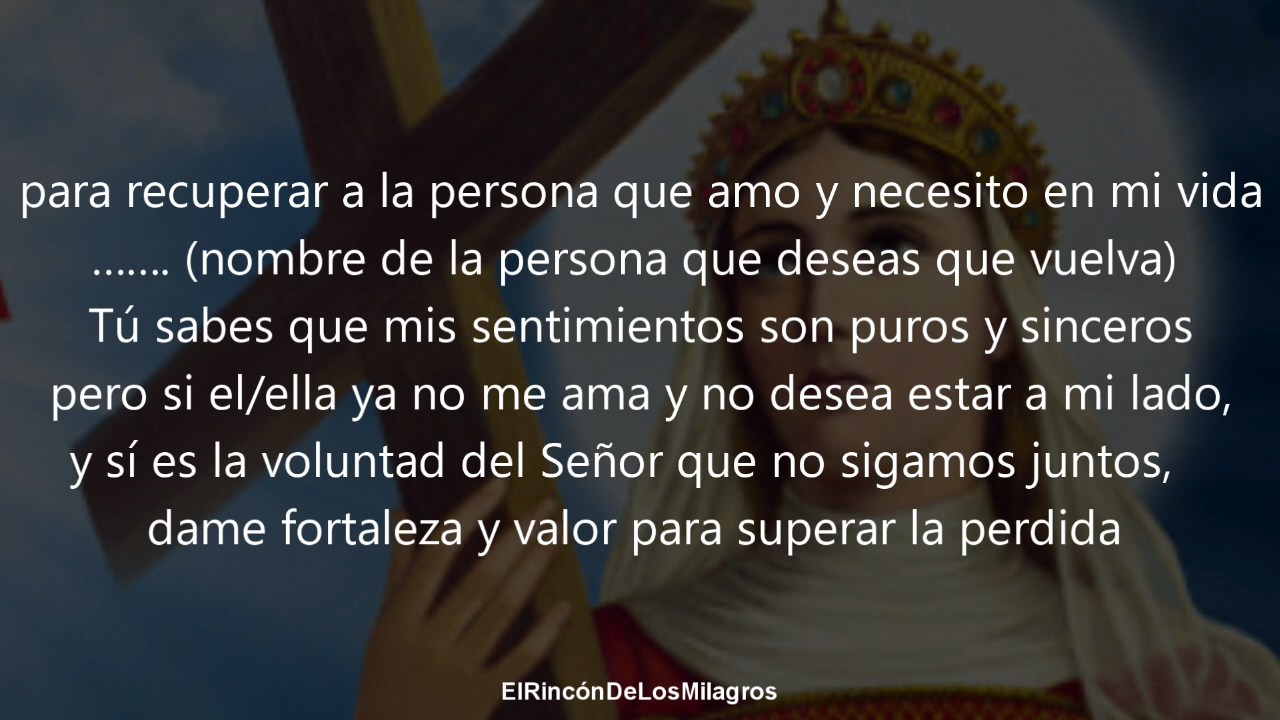 para recuperar a la persona que amo y necesito en mi vida
....... (nombre de la persona que deseas que vuelva)
Tú sabes que mis sentimientos son puros y sinceros
pero si el/ella ya no me ama y no desea estar a mi lado,
y sí es la voluntad del Señor que no sigamos juntos,
dame fortaleza y valor para superar la perdida
ElRincónDeLosMilagros